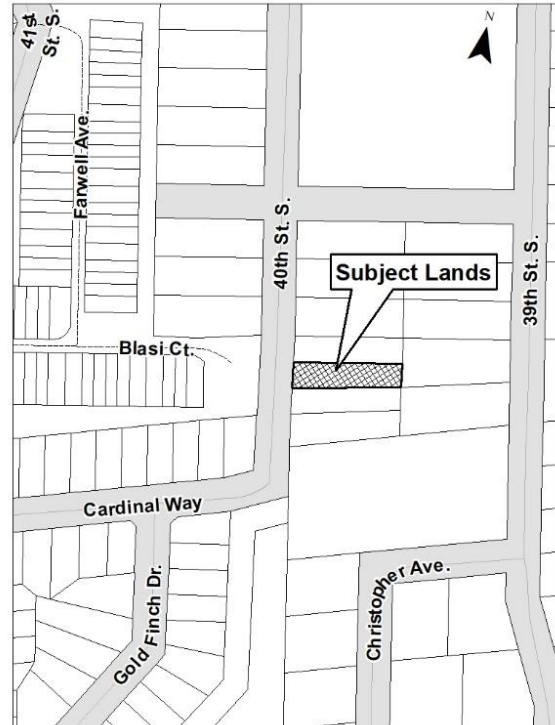 41st
St. S.
N
Farwell Ave.
40th St. S.
39th St. S.
Subject Lands
Blasi Ct.
Cardinal Way
Gold Finch Dr.
Christopher Ave.